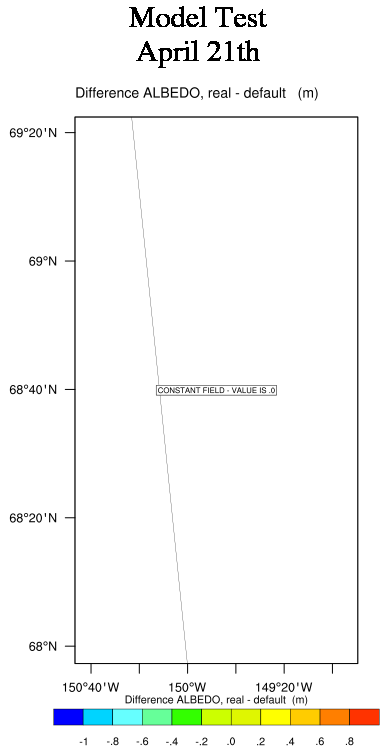 Model Test
April 21th
Difference ALBEDO, real - default (m)
69°20'N
69°N
68°40'N
CONSTANT FIELD - VALUE IS .0
68°20'N
68°N
150°40'W 150°W 149°20'W
Difference ALBEDO, real - default (m)
-1 -.8 -.6 -.4 -.2 .0 .2 .4 .6 .8